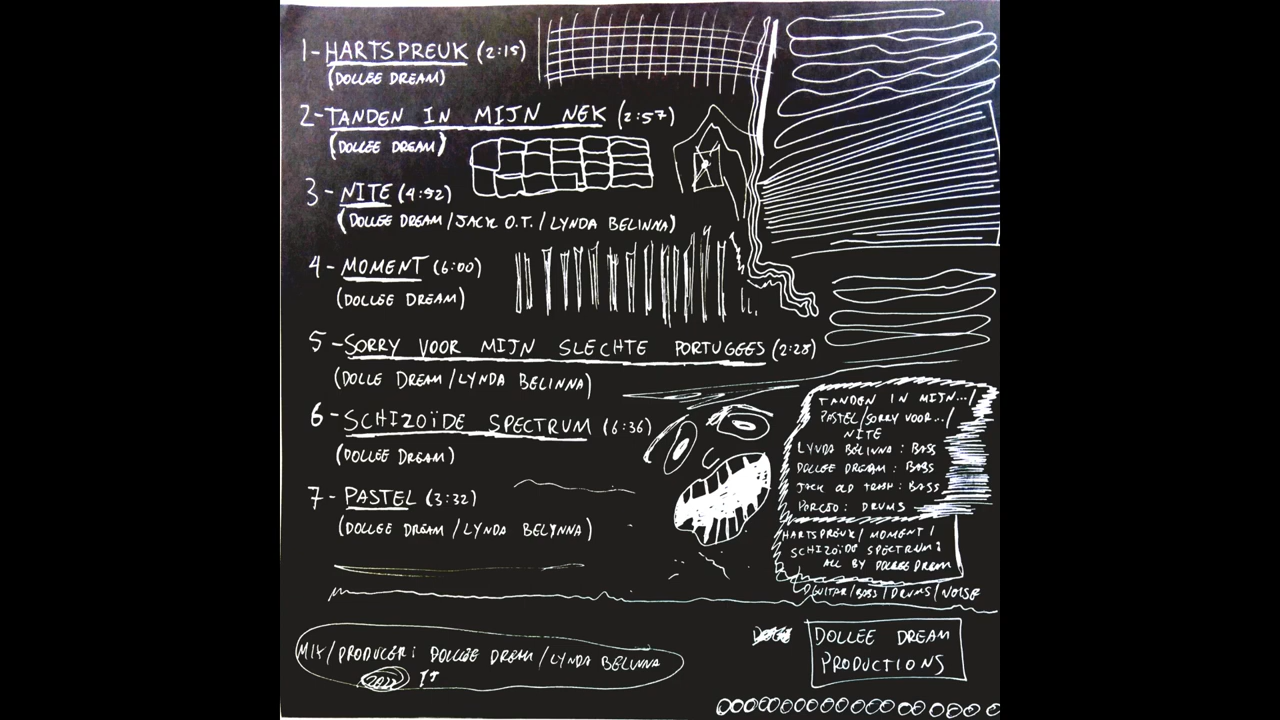 1-HARTSPREUK (2:15)
(DOLLEE DREAM)
2-TANDEN IN MIJN NEK (2:57)
(DOLLEE DREAM)
3-NITE (4:52)
(DOLLEE DREAM/JACK O.T./LYNDA BELINNA)
4-MOMENT (6:00)
(DOLLEE DREAM)
5-SORRY VOOR MIJN SLECHTE PORTUGEES (2:28)
(DOLLE DREAM/LYNDA BELINNA)
6-SCHIZOÏDE SPECTRUM (6:36)
(DOLLEE DREAM)
7-PASTEL (3:32)
(DOLLEE DREAM/LYNDA BELYNNA)
TANDEN IN MIJN../
PASTEL/SORRY VOOR../
NITE
LYNDA BELINNA: BASS
DOLLEE DREAM: BASS
JACK OLD TRASH: BASS
DRUMS
HARTSPREUK/MOMENT/
SCHIZOÏDE SPECTRUM:
ALL BY DOLLEE DREAM
GUITAR/BASS/DRUMS/NOISE
MIX/PRODUCER: DOLLEE DREAM/LYNDA BELINNA
2022
DOLLEE DREAM
PRODUCTIONS